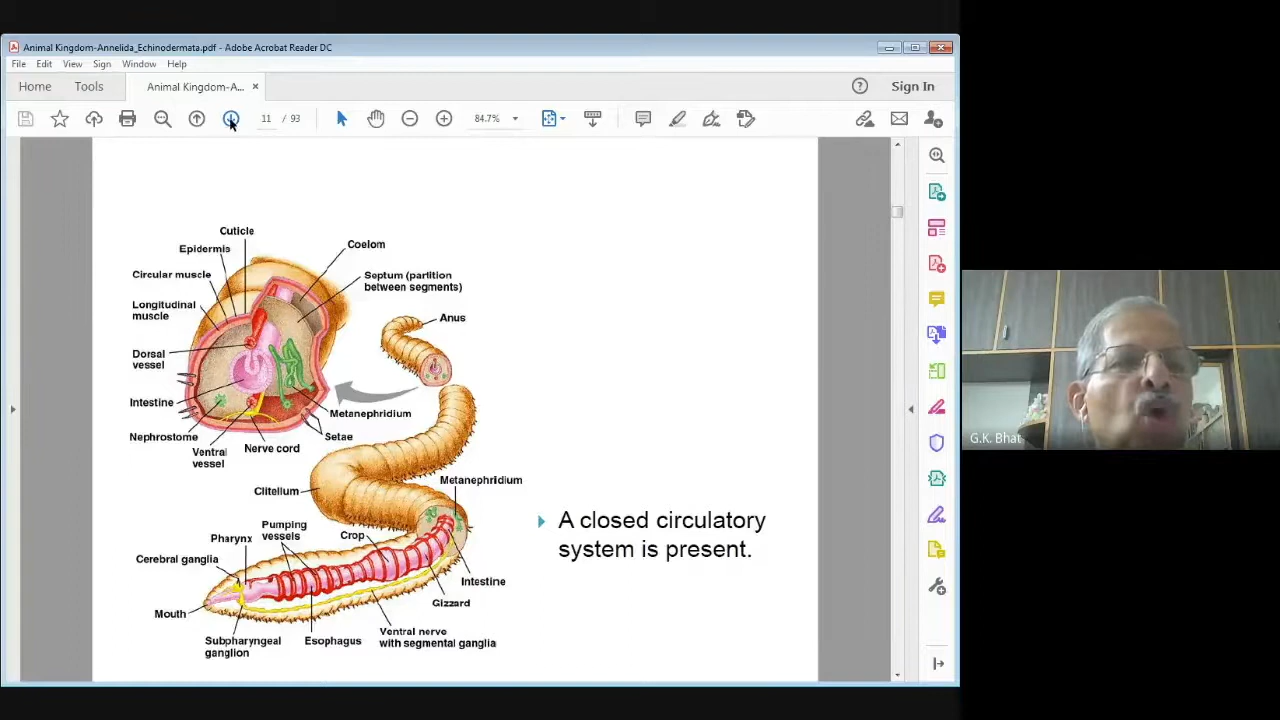 Animal Kingdom-Annelida_Echinodermata.pdf - Adobe Acrobat Reader DC
File Edit View Sign Window Help
Home Tools Animal Kingdom-A... × Sign In
11 / 93 84.7%
Cuticle
Epidermis
Coelom
Circular muscle
Septum (partition
between segments)
Longitudinal
muscle
Anus
Dorsal
vessel
Intestine
Metanephridium
Nephrostome
Setae
Ventral
vessel
Nerve cord
Metanephridium
Clitellum
Pumping
vessels
Pharynx
Crop
Cerebral ganglia
Intestine
Gizzard
Mouth
Subpharyngeal
ganglion
Esophagus
Ventral nerve
with segmental ganglia
A closed circulatory
system is present.
G.K. Bhat